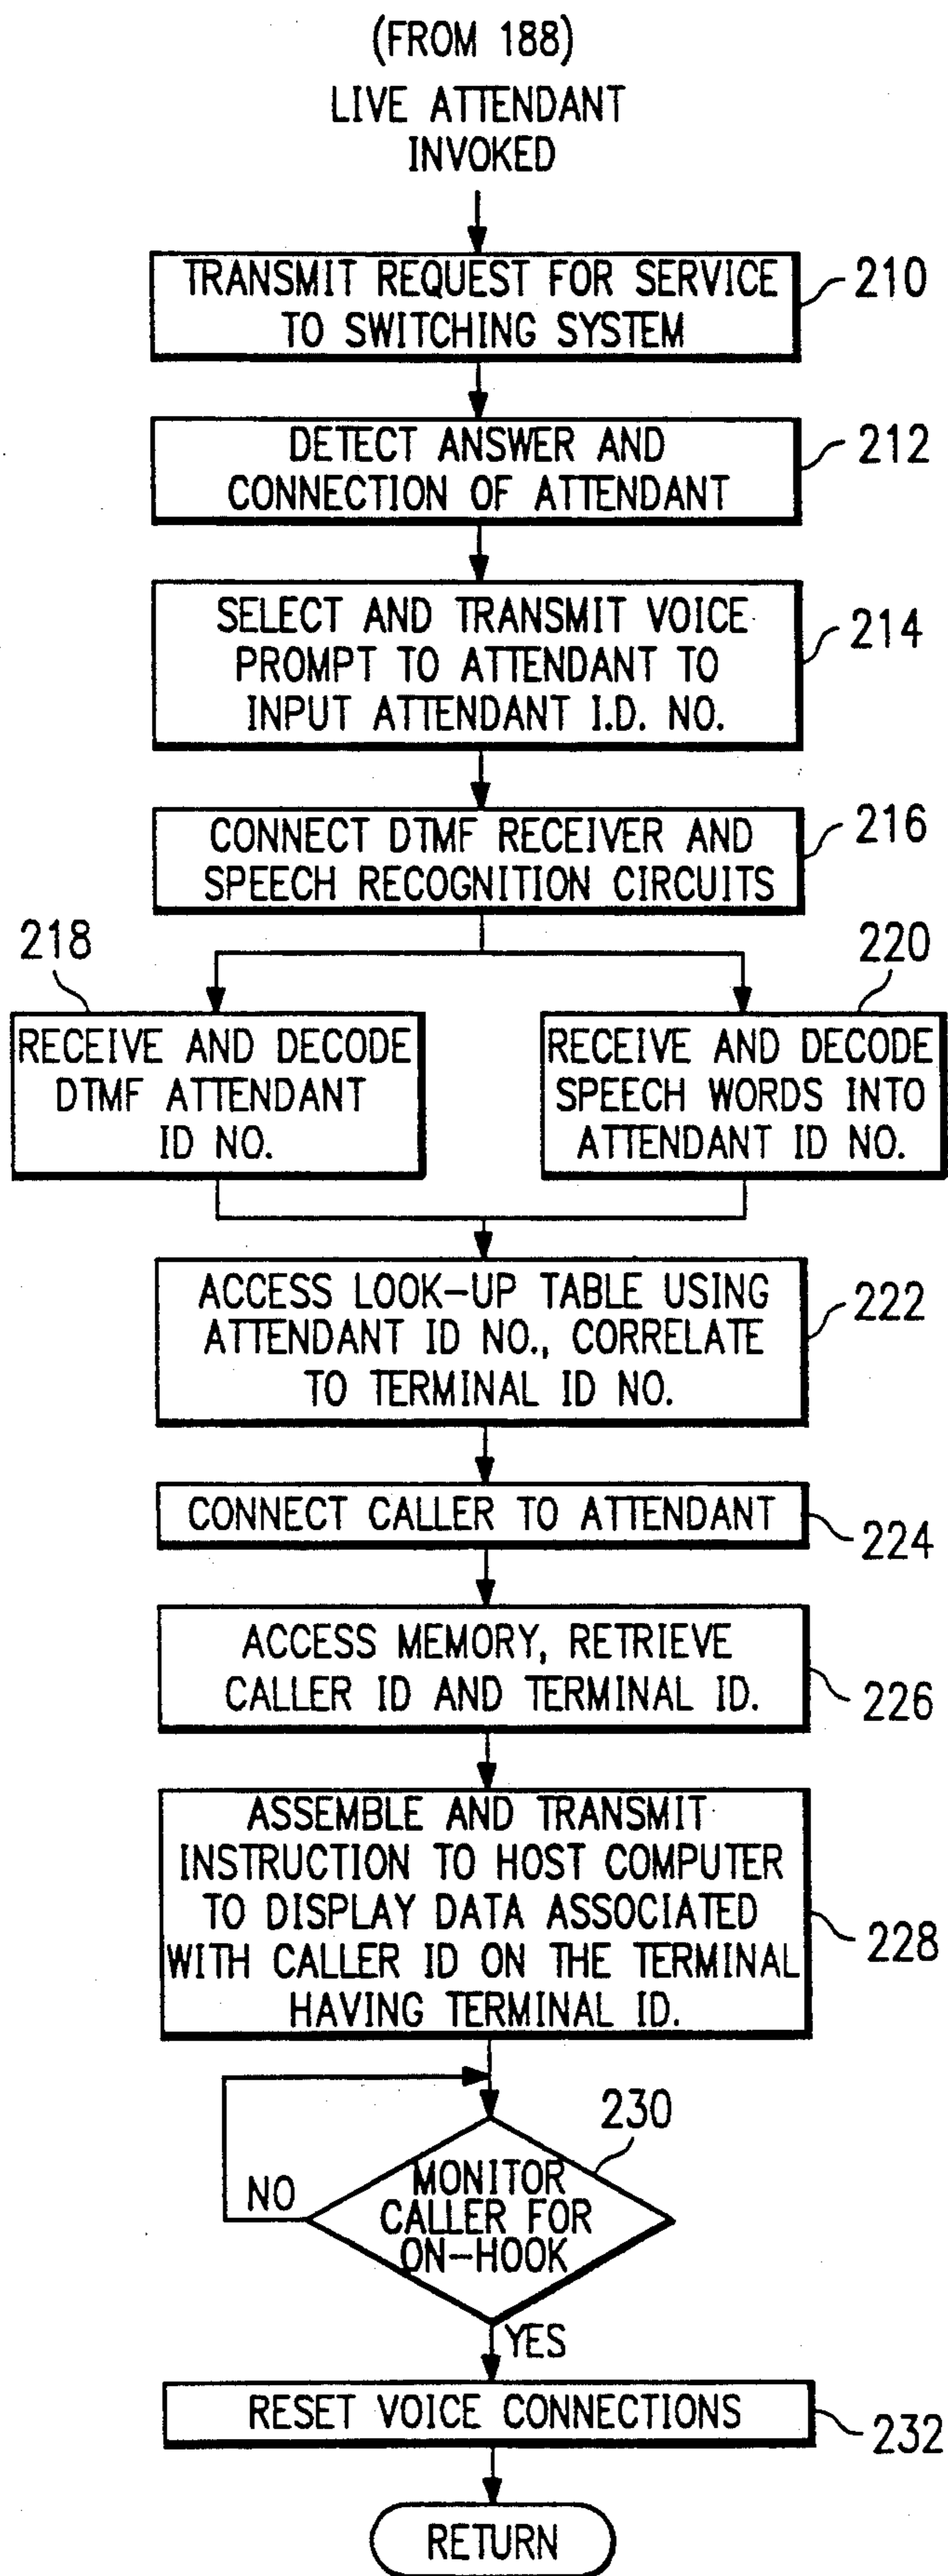 (FROM 188)
LIVE ATTENDANT
INVOKED
TRANSMIT REQUEST FOR SERVICE
TO SWITCHING SYSTEM
210
DETECT ANSWER AND
CONNECTION OF ATTENDANT
212
SELECT AND TRANSMIT VOICE
PROMPT TO ATTENDANT TO
INPUT ATTENDANT I.D. NO.
214
CONNECT DTMF RECEIVER AND
SPEECH RECOGNITION CIRCUITS
216
218
RECEIVE AND DECODE
DTMF ATTENDANT
ID NO.
220
RECEIVE AND DECODE
SPEECH WORDS INTO
ATTENDANT ID NO.
ACCESS LOOK-UP TABLE USING
ATTENDANT ID NO., CORRELATE
TO TERMINAL ID NO.
222
CONNECT CALLER TO ATTENDANT
224
ACCESS MEMORY, RETRIEVE
CALLER ID AND TERMINAL ID.
226
ASSEMBLE AND TRANSMIT
INSTRUCTION TO HOST COMPUTER
TO DISPLAY DATA ASSOCIATED
WITH CALLER ID ON THE TERMINAL
HAVING TERMINAL ID.
228
230
MONITOR
CALLER FOR
ON-HOOK
NO
YES
RESET VOICE CONNECTIONS
232
RETURN